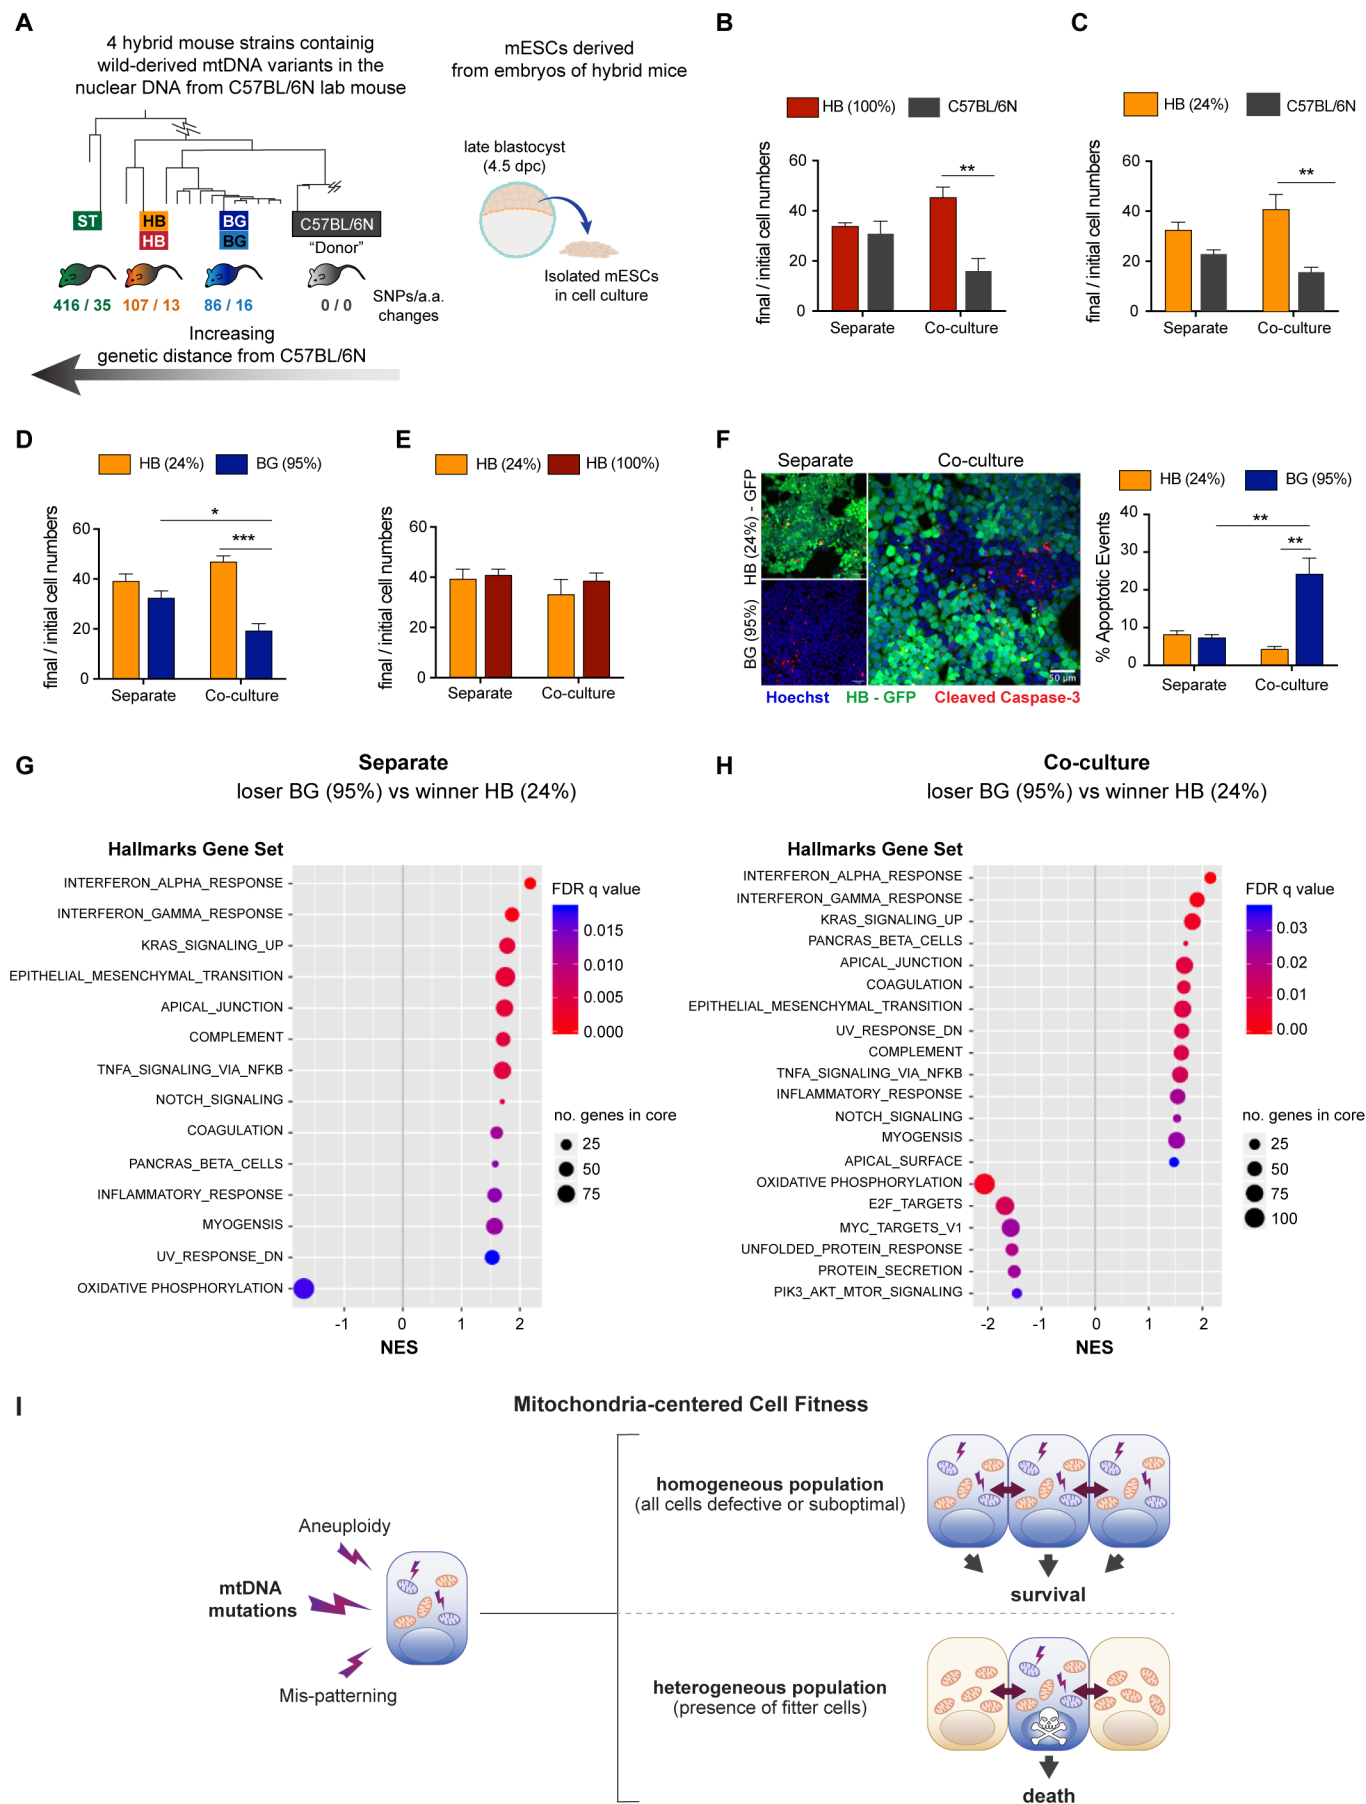 A
4 hybrid mouse strains containig
wild-derived mtDNA variants in the
nuclear DNA from C57BL/6N lab mouse
ST
HB
HB
BG
BG
C57BL/6N
“Donor”
416 / 35
107 / 13
86 / 16
0 / 0
SNPs/a.a.
changes
Increasing
genetic distance from C57BL/6N
mESCs derived
from embryos of hybrid mice
late blastocyst
(4.5 dpc)
Isolated mESCs
in cell culture
B
HB (100%)
C57BL/6N
final / initial cell numbers
60
40
20
0
Separate
Co-culture
**
C
HB (24%)
C57BL/6N
final / initial cell numbers
60
40
20
0
Separate
Co-culture
**
D
HB (24%)
BG (95%)
final / initial cell numbers
60
40
20
0
*
***
Separate
Co-culture
E
HB (24%)
HB (100%)
final / initial cell numbers
60
40
20
0
Separate
Co-culture
F
Separate
Co-culture
HB (24%) - GFP
BG (95%)
50 µm
Hoechst
HB - GFP
Cleaved Caspase-3
HB (24%)
BG (95%)
% Apoptotic Events
40
30
20
10
0
**
**
Separate
Co-culture
G
Separate
loser BG (95%) vs winner HB (24%)
Hallmarks Gene Set
INTERFERON_ALPHA_RESPONSE
INTERFERON_GAMMA_RESPONSE
KRAS_SIGNALING_UP
EPITHELIAL_MESENCHYMAL_TRANSITION
APICAL_JUNCTION
COMPLEMENT
TNFA_SIGNALING_VIA_NFKB
NOTCH_SIGNALING
COAGULATION
PANCRAS_BETA_CELLS
INFLAMMATORY_RESPONSE
MYOGENSIS
UV_RESPONSE_DN
OXIDATIVE PHOSPHORYLATION
-1
0
1
2
NES
FDR q value
0.015
0.010
0.005
0.000
no. genes in core
25
50
75
H
Co-culture
loser BG (95%) vs winner HB (24%)
Hallmarks Gene Set
INTERFERON_ALPHA_RESPONSE
INTERFERON_GAMMA_RESPONSE
KRAS_SIGNALING_UP
PANCRAS_BETA_CELLS
APICAL_JUNCTION
COAGULATION
EPITHELIAL_MESENCHYMAL_TRANSITION
UV_RESPONSE_DN
COMPLEMENT
TNFA_SIGNALING_VIA_NFKB
INFLAMMATORY_RESPONSE
NOTCH_SIGNALING
MYOGENSIS
APICAL_SURFACE
OXIDATIVE PHOSPHORYLATION
E2F_TARGETS
MYC_TARGETS_V1
UNFOLDED_PROTEIN_RESPONSE
PROTEIN_SECRETION
PIK3_AKT_MTOR_SIGNALING
-2
-1
0
1
2
NES
FDR q value
0.03
0.02
0.01
0.00
no. genes in core
25
50
75
100
I
Mitochondria-centered Cell Fitness
Aneuploidy
mtDNA
mutations
Mis-patterning
homogeneous population
(all cells defective or suboptimal)
survival
heterogeneous population
(presence of fitter cells)
death